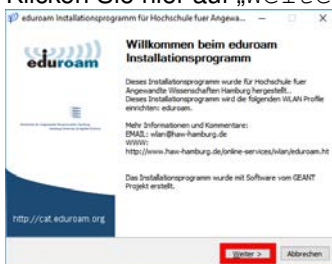 Klicken Sie hier auf „Weite
eduroam Installationsprogramm für Hochschule fuer Angewa...
eduroam
Willkommen beim eduroam
Installationsprogramm
Dieses Installationsprogramm wurde für Hochschule fuer
Angewandte Wissenschaften Hamburg hergestellt..
Dieses Installationsprogramm wird die folgenden WLAN Profile
einrichten: eduroam.
Mehr Informationen und Kommentare:
EMAIL: wlan@haw-hamburg.de
WWW:
http://www.haw-hamburg.de/online-services/wlan/eduroam.ht
Das Installationsprogramm wurde mit Software vom GEANT
Projekt erstellt.
http://cat.eduroam.org
Weiter >
Abbrechen